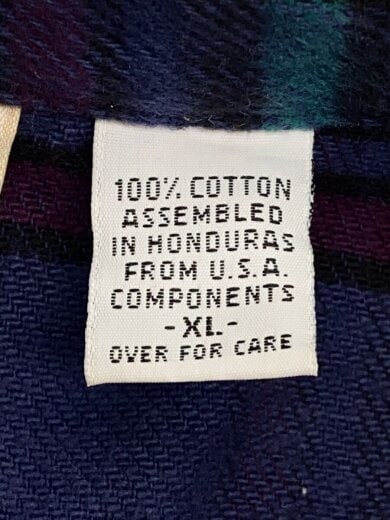 100% COTTON
ASSEMBLED
IN HONDURAS
FROM U.S.A.
COMPONENTS
-XL-
OVER FOR CARE